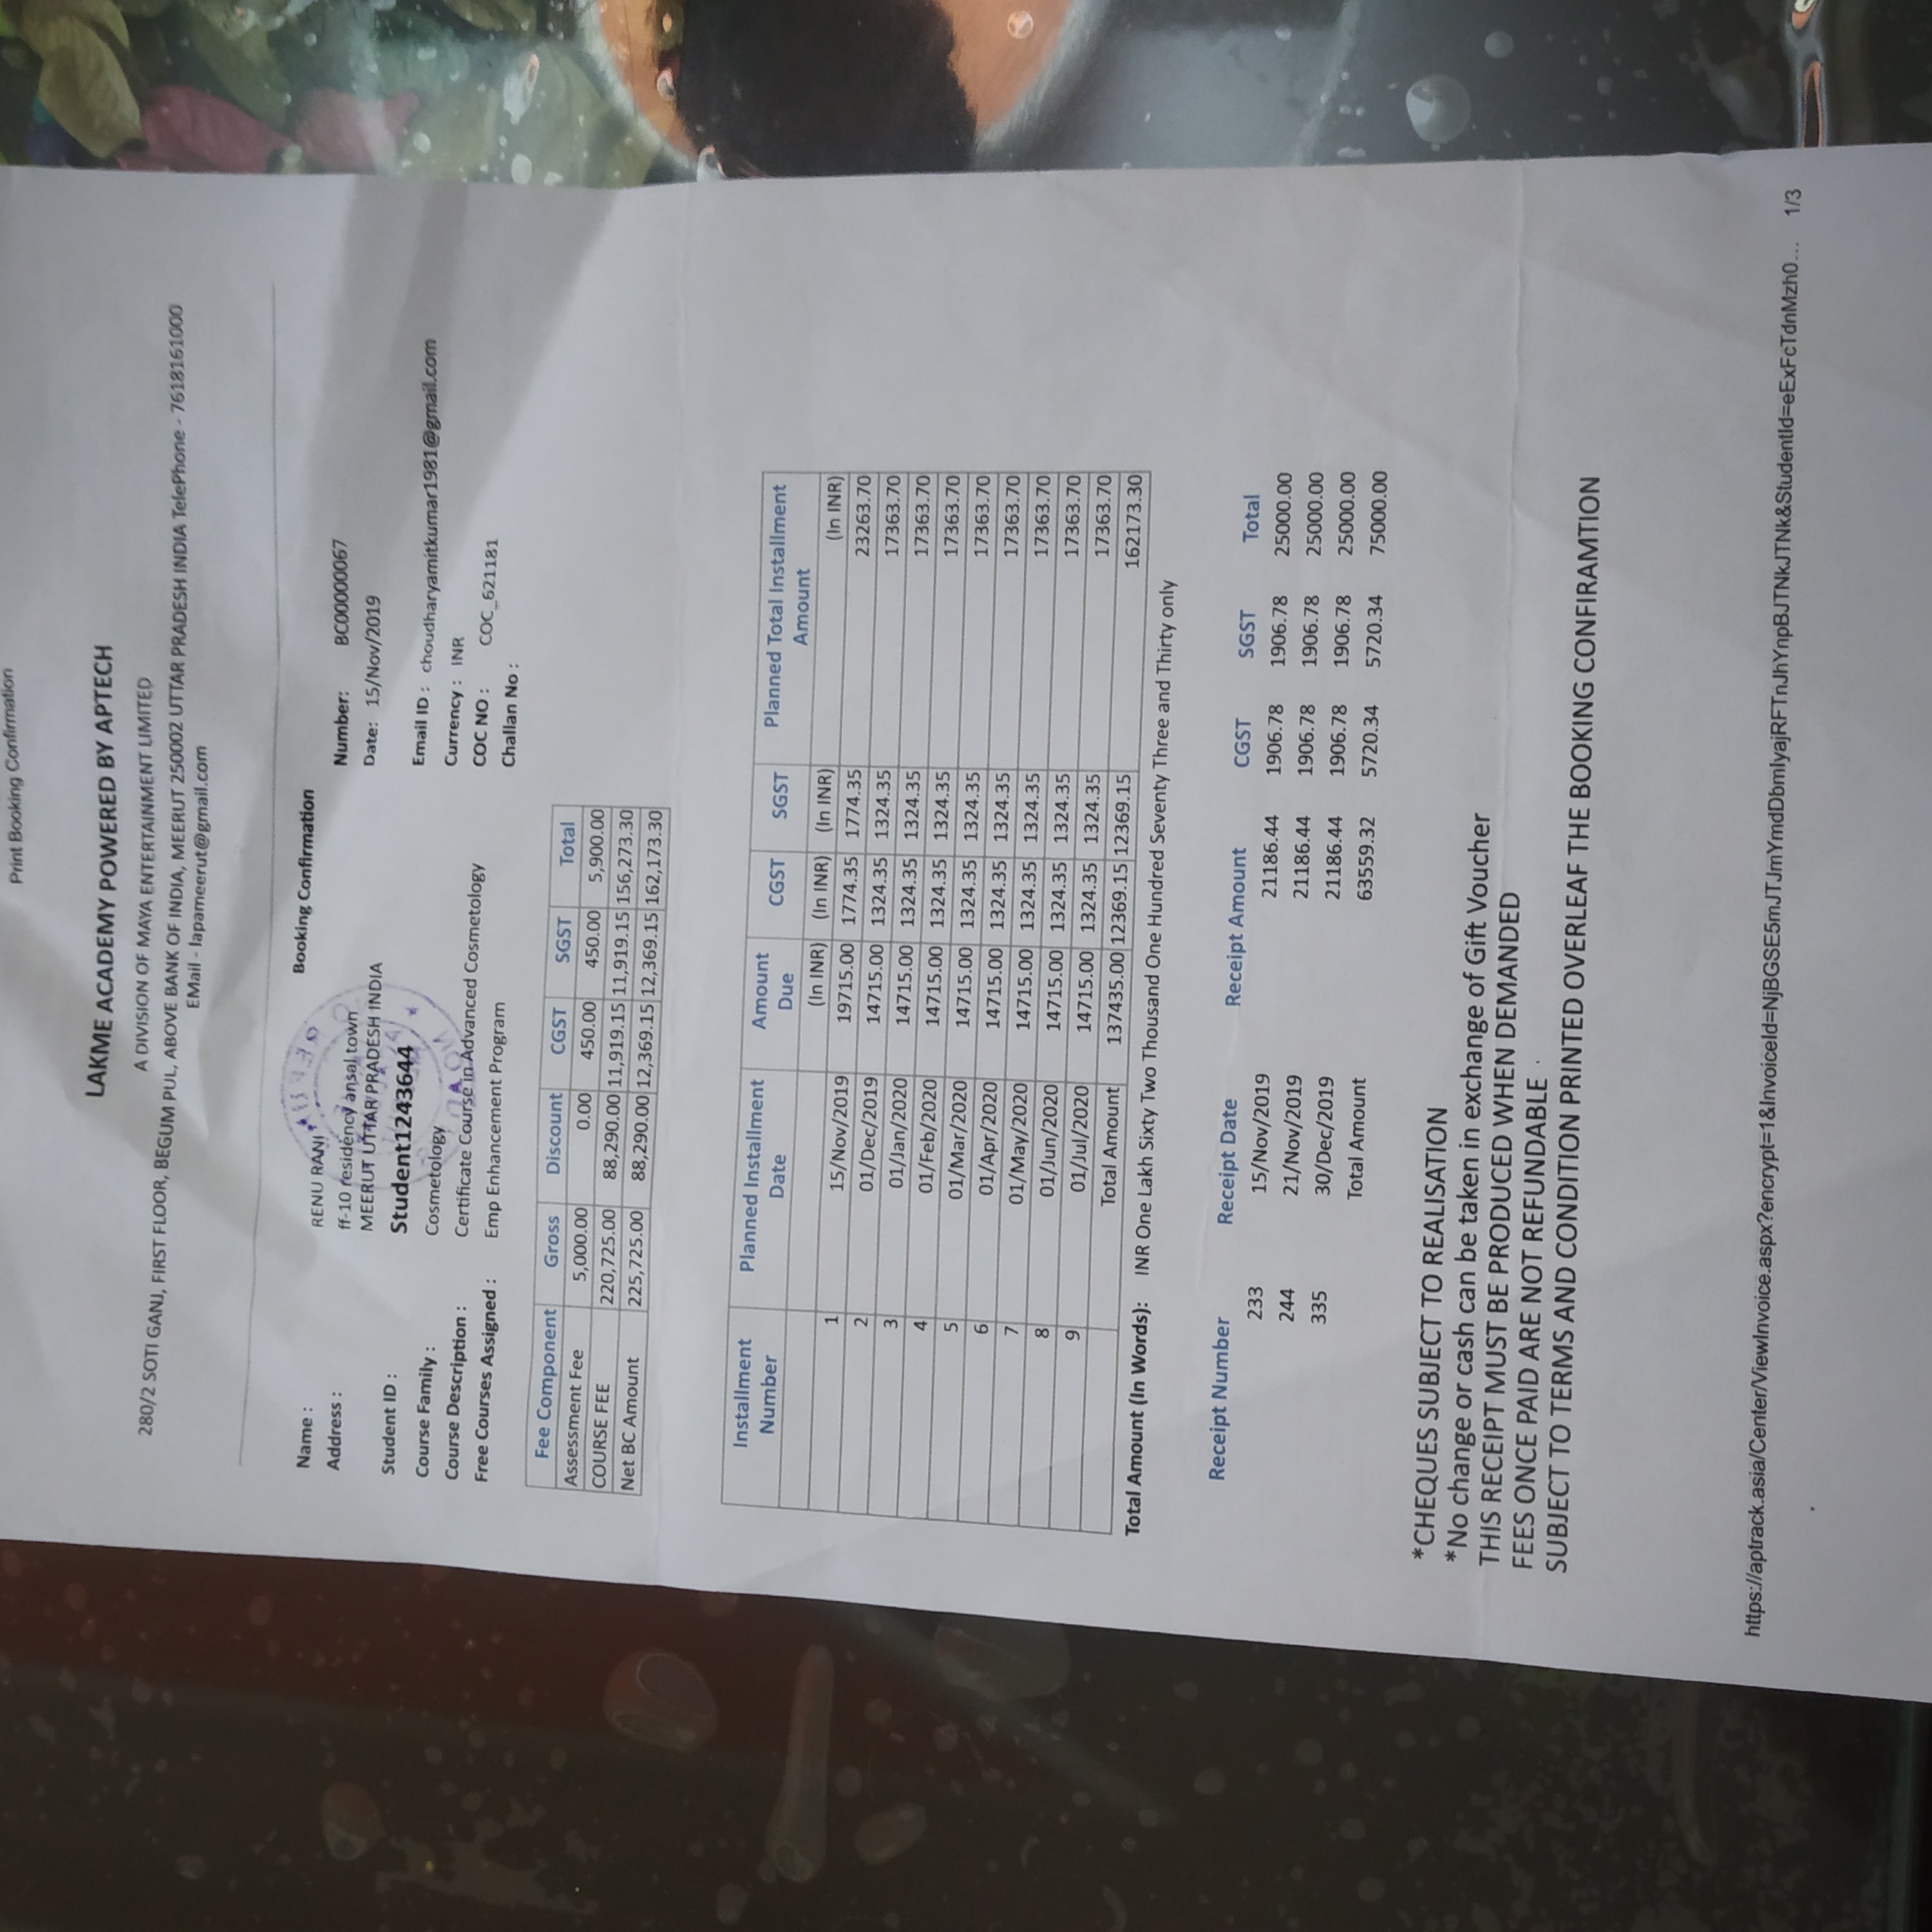 Print Booking Confirmation
LAKME ACADEMY POWERED BY APTECH
A DIVISION OF MAYA ENTERTAINMENT LIMITED
280/2 SOTI GANJ, FIRST FLOOR, BEGUM PUL, ABOVE BANK OF INDIA, MEERUT 250002 UTTAR PRADESH INDIA TelePhone - 7618161000
EMail - lapameerut@gmail.com
Booking Confirmation
Name : RENU RANI
Address : ff-10 residency ansal town
MEERUT UTTAR PRADESH INDIA
Student ID : Student1243644
Course Family : Cosmetology
Course Description : Certificate Course in Advanced Cosmetology
Free Courses Assigned : Emp Enhancement Program
Number: BC00000067
Date: 15/Nov/2019
Email ID : choudharyamitkumar1981@gmail.com
Currency : INR
COC NO : COC_621181
Challan No :
Fee Component Gross Discount CGST SGST Total
Assessment Fee 5,000.00 0.00 450.00 450.00 5,900.00
COURSE FEE 220,725.00 88,290.00 11,919.15 11,919.15 156,273.30
Net BC Amount 225,725.00 88,290.00 12,369.15 12,369.15 162,173.30
Installment Number Planned Installment Date Amount Due CGST SGST Planned Total Installment Amount
(In INR) (In INR) (In INR) (In INR)
1 15/Nov/2019 19715.00 1774.35 1774.35 23263.70
2 01/Dec/2019 14715.00 1324.35 1324.35 17363.70
3 01/Jan/2020 14715.00 1324.35 1324.35 17363.70
4 01/Feb/2020 14715.00 1324.35 1324.35 17363.70
5 01/Mar/2020 14715.00 1324.35 1324.35 17363.70
6 01/Apr/2020 14715.00 1324.35 1324.35 17363.70
7 01/May/2020 14715.00 1324.35 1324.35 17363.70
8 01/Jun/2020 14715.00 1324.35 1324.35 17363.70
9 01/Jul/2020 14715.00 1324.35 1324.35 17363.70
Total Amount 137435.00 12369.15 12369.15 162173.30
Total Amount (In Words): INR One Lakh Sixty Two Thousand One Hundred Seventy Three and Thirty only
Receipt Number Receipt Date Receipt Amount CGST SGST Total
233 15/Nov/2019 21186.44 1906.78 1906.78 25000.00
244 21/Nov/2019 21186.44 1906.78 1906.78 25000.00
335 30/Dec/2019 21186.44 1906.78 1906.78 25000.00
Total Amount 63559.32 5720.34 5720.34 75000.00
*CHEQUES SUBJECT TO REALISATION
*No change or cash can be taken in exchange of Gift Voucher
THIS RECEIPT MUST BE PRODUCED WHEN DEMANDED
FEES ONCE PAID ARE NOT REFUNDABLE
SUBJECT TO TERMS AND CONDITION PRINTED OVERLEAF THE BOOKING CONFIRAMTION
https://aptrack.asia/Center/ViewInvoice.aspx?encrypt=1&InvoiceId=NjBGSE5mJTJmYmdDbmIyajRFTnJhYnpBJTNkJTNk&StudentId=eExFcTdnMzh0... 1/3